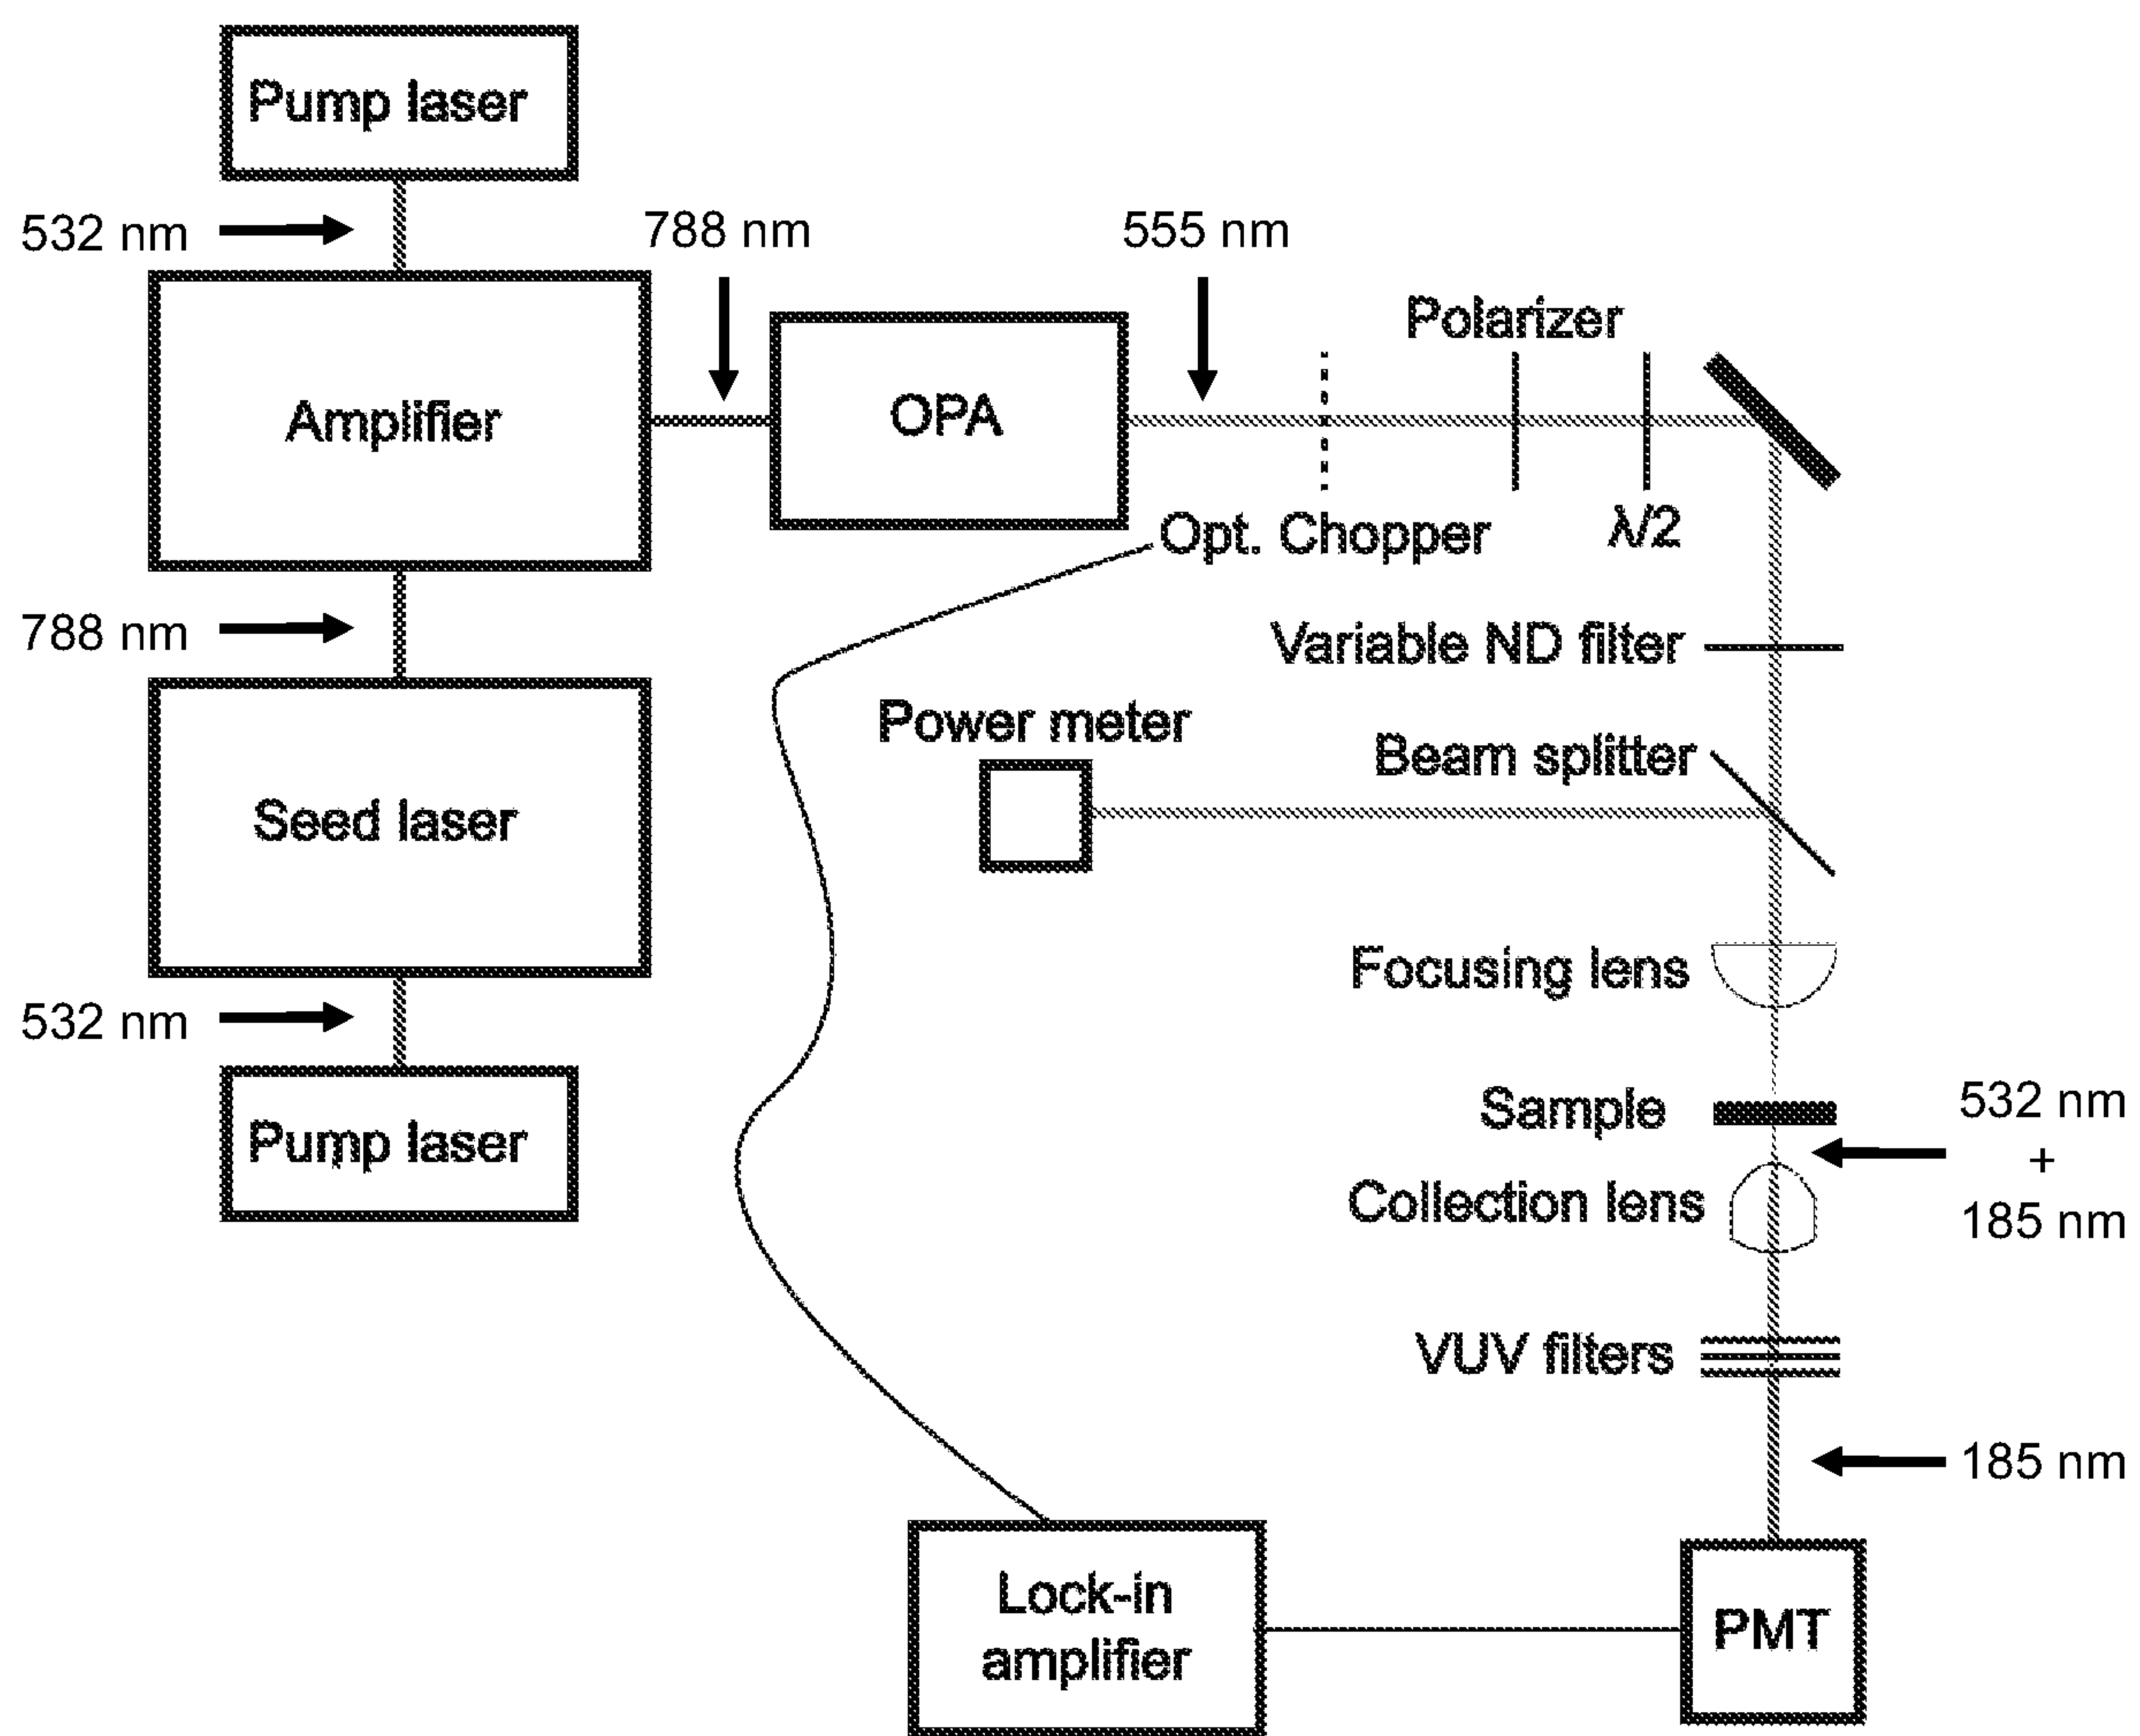 Pump laser
532 nm
788 nm
555 nm
Polarizer
Amplifier
OPA
Opt. Chopper
λ/2
788 nm
Variable ND filter
Power meter
Beam splitter
Seed laser
Focusing lens
532 nm
Sample
532 nm
+
185 nm
Pump laser
Collection lens
VUV filters
185 nm
Lock-in
amplifier
PMT